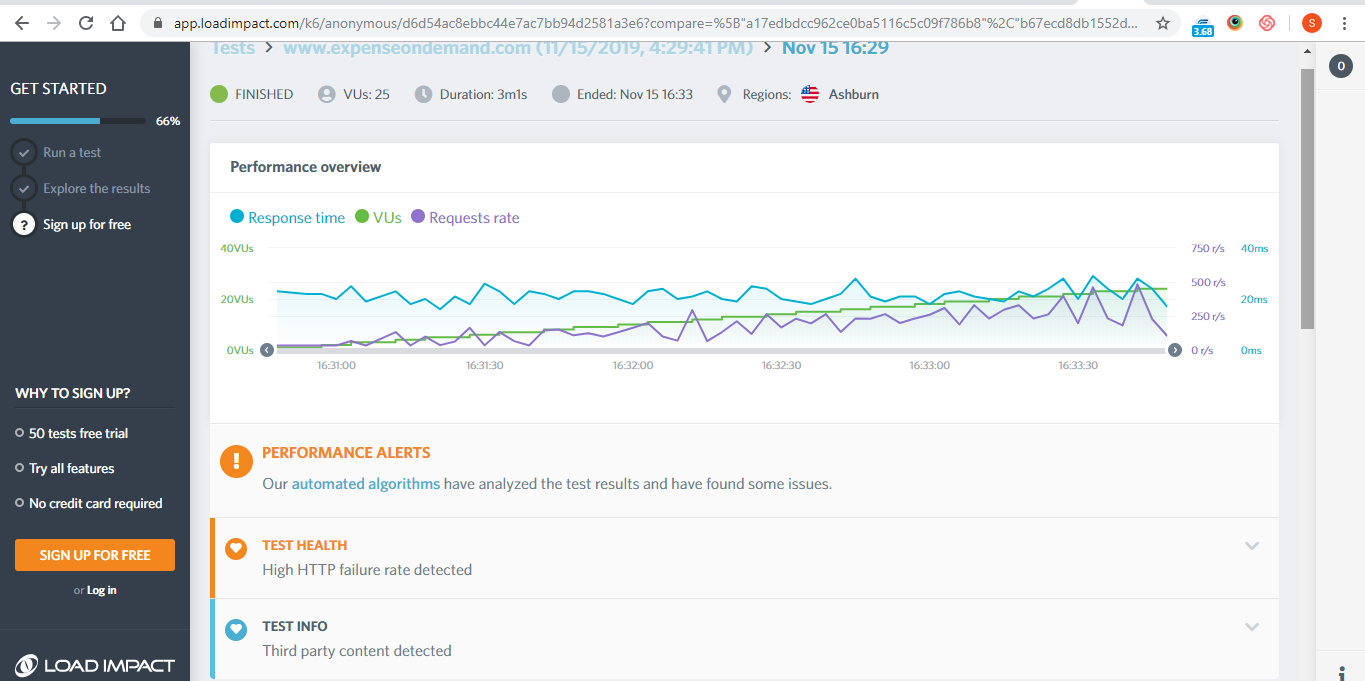 app.loadimpact.com/k6/anonymous/d6d54ac8ebbc44e7ac7bb94d2581a3e6?compare=%5B"a17edbdcc962ce0ba5116c5c09f786b8"%2C"b67ecd8db1552d...
3.68
S
Tests > www.expenseondemand.com (11/15/2019, 4:29:41 PM) > Nov 15 16:29
0
GET STARTED
66%
Run a test
Explore the results
? Sign up for free
FINISHED VUs: 25 Duration: 3m1s Ended: Nov 15 16:33 Regions: Ashburn
Performance overview
Response time VUs Requests rate
40VUs 750 r/s 40ms
500 r/s
20VUs 20ms
250 r/s
0VUs 0 r/s 0ms
16:31:00 16:31:30 16:32:00 16:32:30 16:33:00 16:33:30
WHY TO SIGN UP?
50 tests free trial
Try all features
No credit card required
SIGN UP FOR FREE
or Log in
LOAD IMPACT
! PERFORMANCE ALERTS
Our automated algorithms have analyzed the test results and have found some issues.
TEST HEALTH
High HTTP failure rate detected
TEST INFO
Third party content detected
i